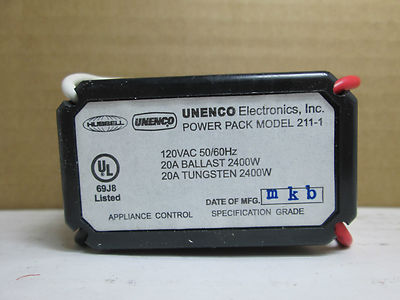 HUBBELL UNENCO UNENCO Electronics, Inc.
POWER PACK MODEL 211-1
UL
69J8
Listed
120VAC 50/60Hz
20A BALLAST 2400W
20A TUNGSTEN 2400W
DATE OF MFG. m k b
APPLIANCE CONTROL SPECIFICATION GRADE